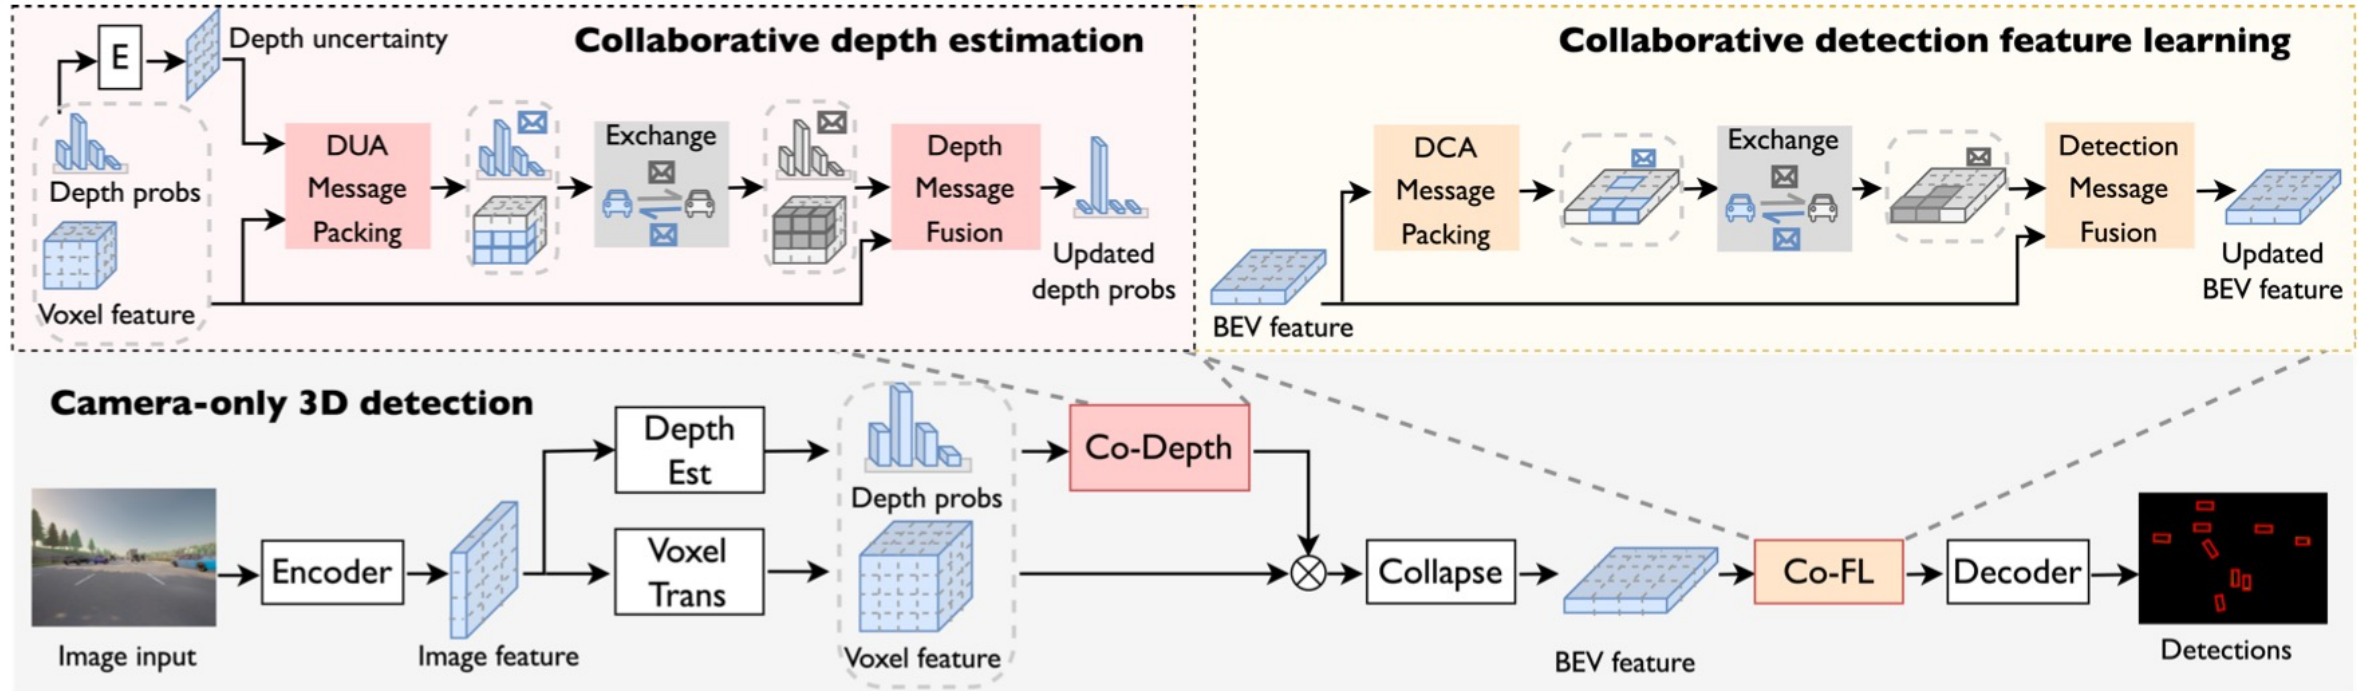 Collaborative depth estimation
E
Depth uncertainty
Depth probs
Voxel feature
DUA
Message
Packing
Exchange
Depth
Message
Fusion
Updated
depth probs
Collaborative detection feature learning
BEV feature
DCA
Message
Packing
Exchange
Detection
Message
Fusion
Updated
BEV feature
Camera-only 3D detection
Image input
Encoder
Image feature
Depth
Est
Voxel
Trans
Depth probs
Voxel feature
Co-Depth
Collapse
BEV feature
Co-FL
Decoder
Detections